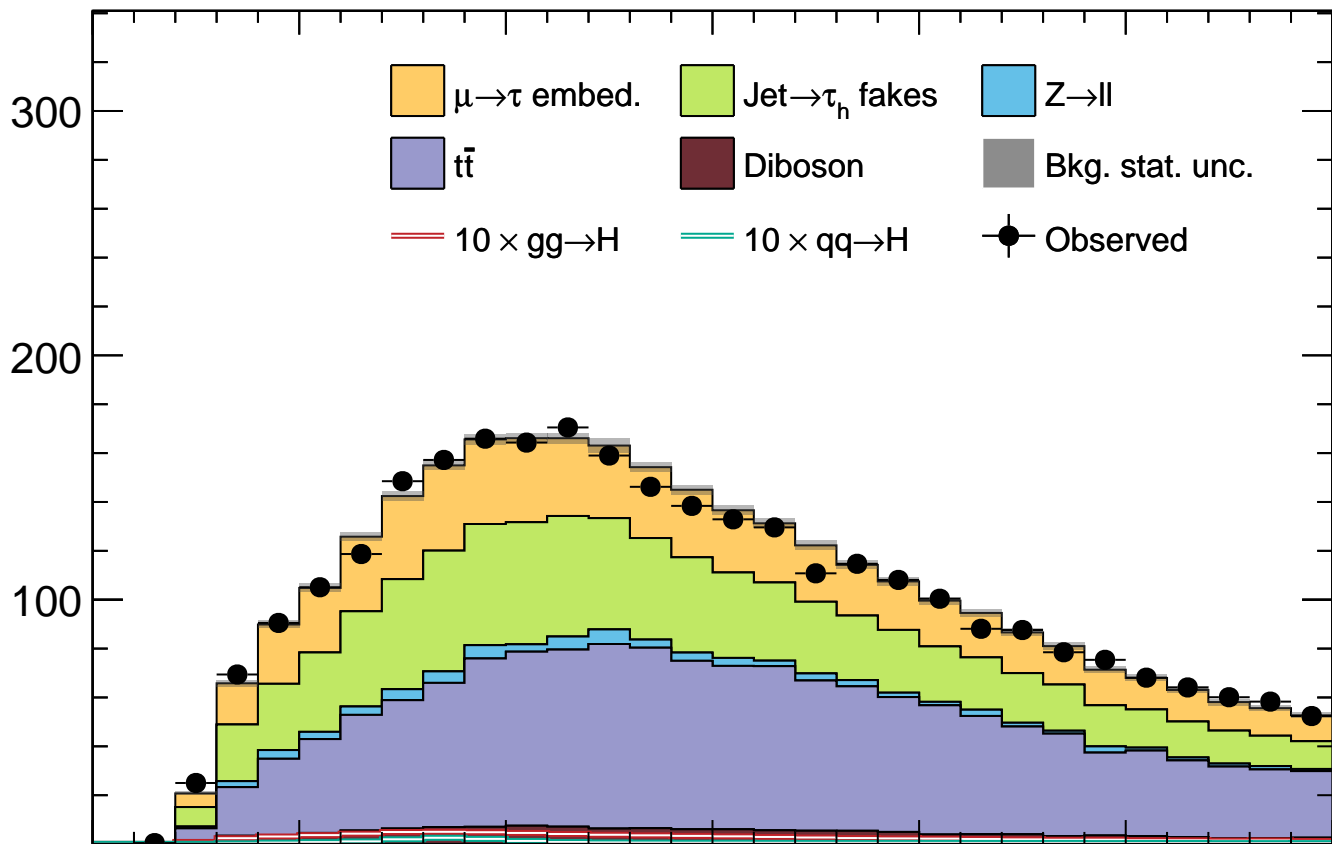 300
200
100
μ→τ embed. Jet→τₕ fakes Z→ll
tt̄ Diboson Bkg. stat. unc.
10 × gg→H 10 × qq→H Observed